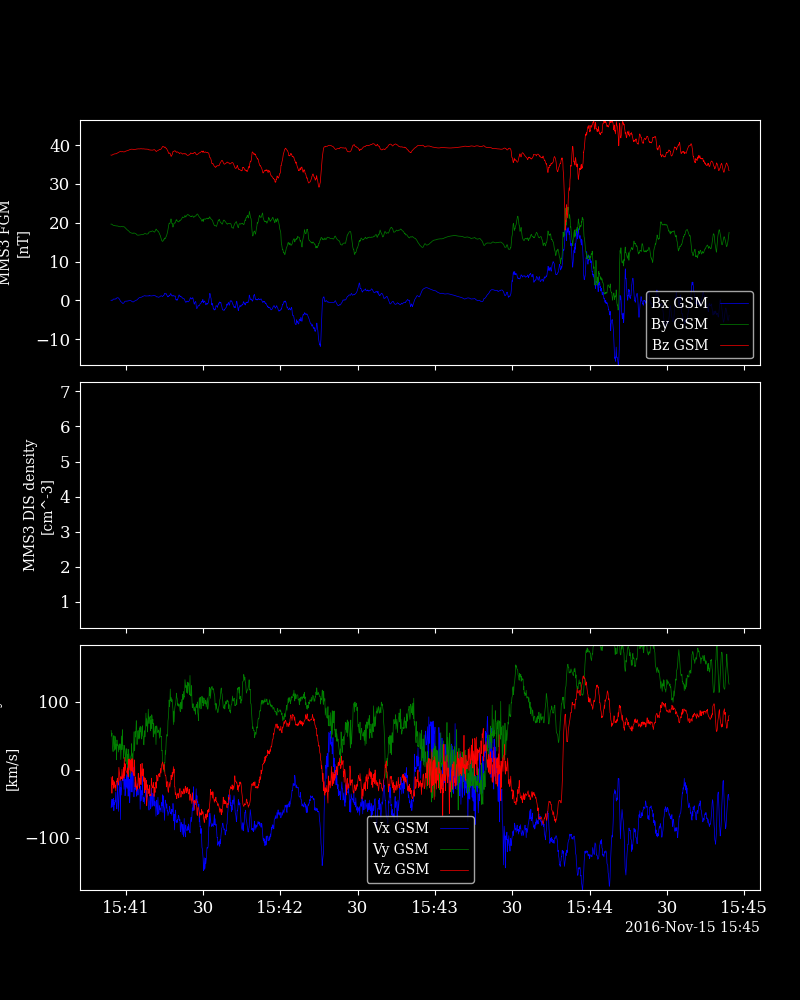 40
30
20
10
0
−10
MMS3 FGM
[nT]
Bx GSM
By GSM
Bz GSM
7
6
5
4
3
2
1
MMS3 DIS density
[cm^-3]
100
0
−100
[km/s]
Vx GSM
Vy GSM
Vz GSM
15:41 30 15:42 30 15:43 30 15:44 30 15:45
2016-Nov-15 15:45